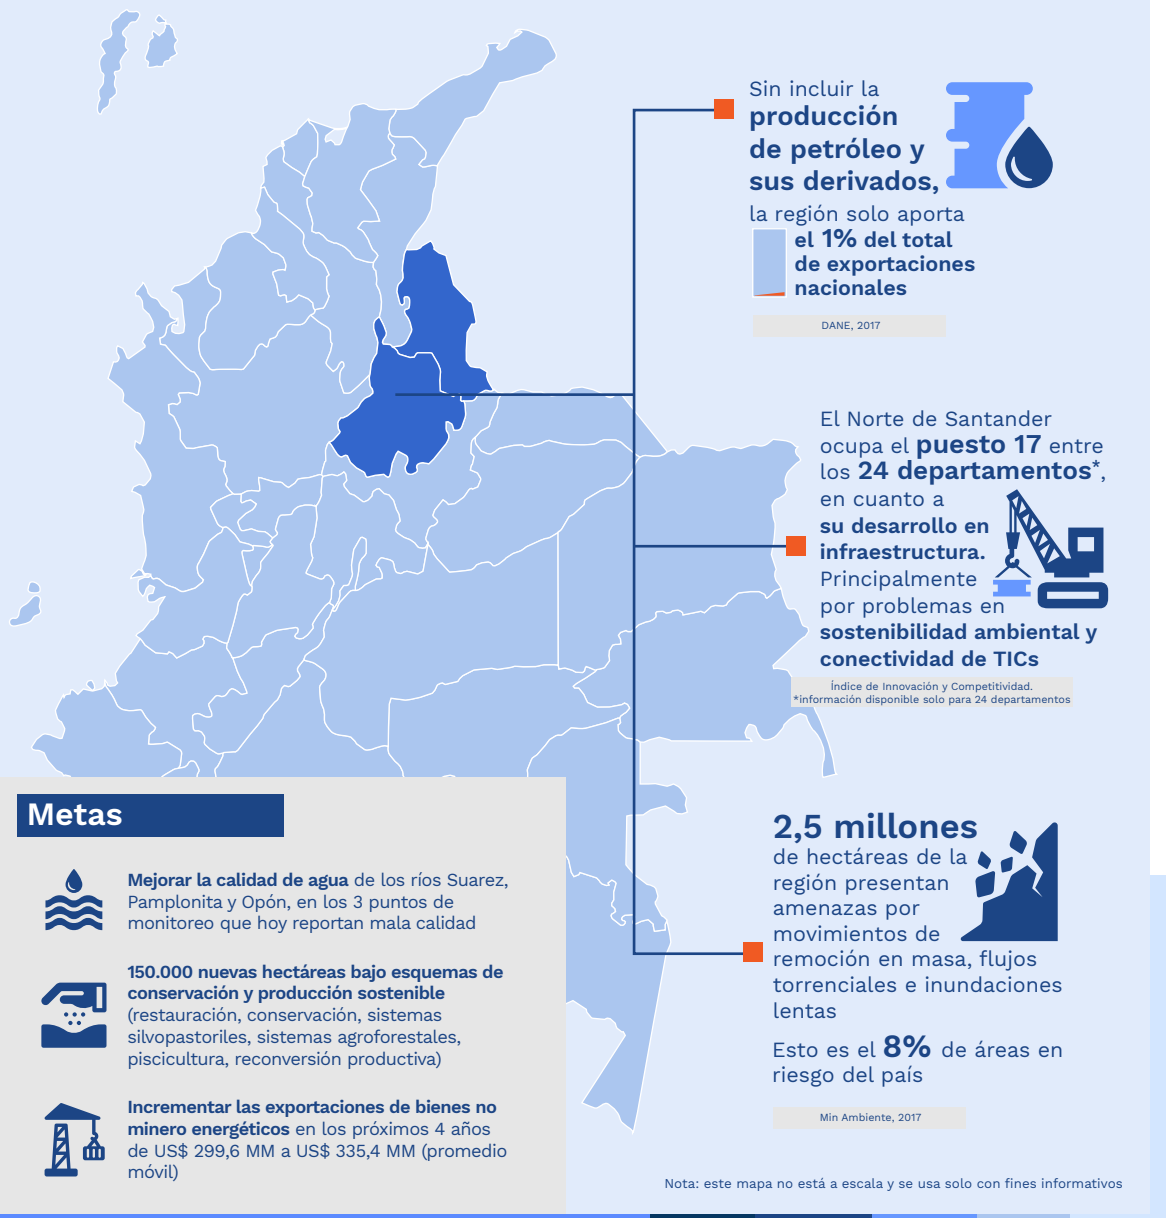 Sin incluir la
producción
de petróleo y
sus derivados,
la región solo aporta
el 1% del total
de exportaciones
nacionales
DANE, 2017
El Norte de Santander
ocupa el puesto 17 entre
los 24 departamentos*,
en cuanto a
su desarrollo en
infraestructura.
Principalmente
por problemas en
sostenibilidad ambiental y
conectividad de TICs
Índice de Innovación y Competitividad.
*información disponible solo para 24 departamentos
2,5 millones
de hectáreas de la
región presentan
amenazas por
movimientos de
remoción en masa, flujos
torrenciales e inundaciones
lentas
Esto es el 8% de áreas en
riesgo del país
Min Ambiente, 2017
Metas
Mejorar la calidad de agua de los ríos Suarez,
Pamplonita y Opón, en los 3 puntos de
monitoreo que hoy reportan mala calidad
150.000 nuevas hectáreas bajo esquemas de
conservación y producción sostenible
(restauración, conservación, sistemas
silvopastoriles, sistemas agroforestales,
piscicultura, reconversión productiva)
Incrementar las exportaciones de bienes no
minero energéticos en los próximos 4 años
de US$ 299,6 MM a US$ 335,4 MM (promedio
móvil)
Nota: este mapa no está a escala y se usa solo con fines informativos